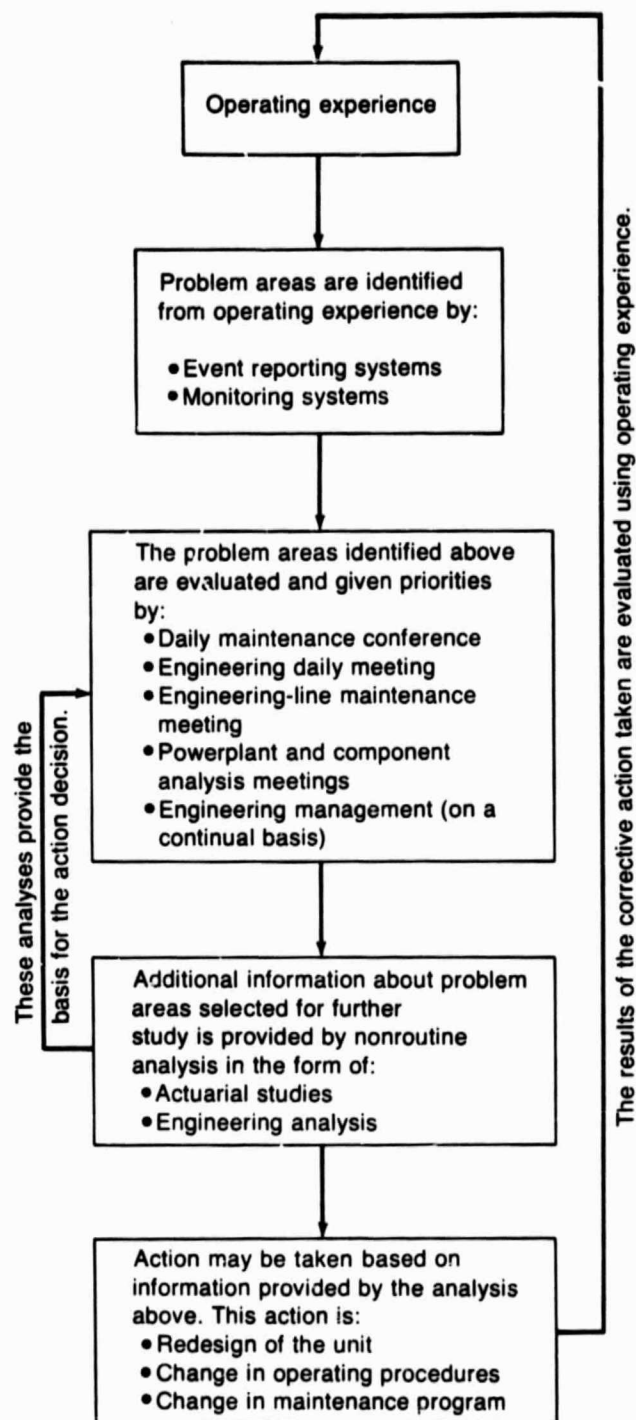 Operating experience
Problem areas are identified
from operating experience by:
• Event reporting systems
• Monitoring systems
The problem areas identified above
are evaluated and given priorities
by:
• Daily maintenance conference
• Engineering daily meeting
• Engineering-line maintenance
meeting
• Powerplant and component
analysis meetings
• Engineering management (on a
continual basis)
These analyses provide the
basis for the action decision.
Additional information about problem
areas selected for further
study is provided by nonroutine
analysis in the form of:
• Actuarial studies
• Engineering analysis
Action may be taken based on
information provided by the analysis
above. This action is:
• Redesign of the unit
• Change in operating procedures
• Change in maintenance program
The results of the corrective action taken are evaluated using operating experience.